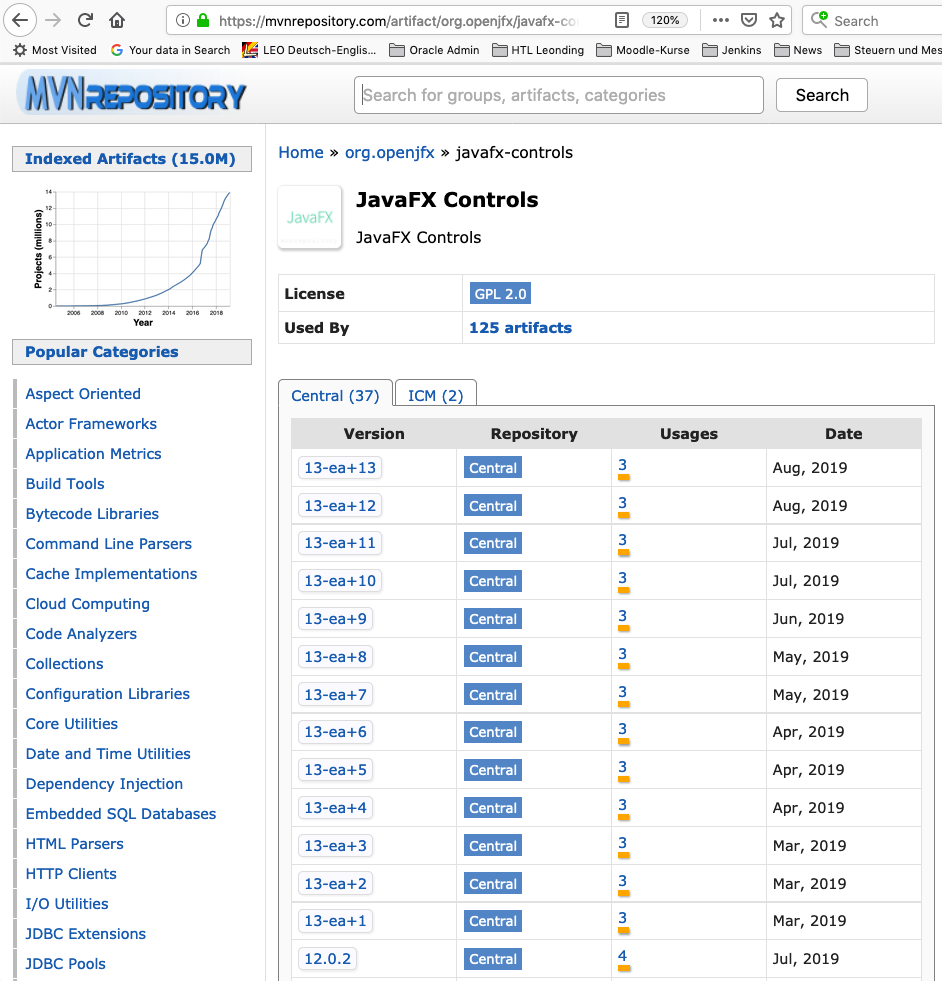 https://mvnrepository.com/artifact/org.openjfx/javafx-co
120%
Search
Most Visited
Your data in Search
LEO Deutsch-Englis...
Oracle Admin
HTL Leonding
Moodle-Kurse
Jenkins
News
Steuern und Mes
MVNREPOSITORY
Search for groups, artifacts, categories
Search
Indexed Artifacts (15.0M)
Projects (millions)
14
12
10
8
6
4
2
0
2006 2008 2010 2012 2014 2016 2018
Year
Popular Categories
Aspect Oriented
Actor Frameworks
Application Metrics
Build Tools
Bytecode Libraries
Command Line Parsers
Cache Implementations
Cloud Computing
Code Analyzers
Collections
Configuration Libraries
Core Utilities
Date and Time Utilities
Dependency Injection
Embedded SQL Databases
HTML Parsers
HTTP Clients
I/O Utilities
JDBC Extensions
JDBC Pools
Home » org.openjfx » javafx-controls
JavaFX
JavaFX Controls
JavaFX Controls
License GPL 2.0
Used By 125 artifacts
Central (37) ICM (2)
Version Repository Usages Date
13-ea+13 Central 3 Aug, 2019
13-ea+12 Central 3 Aug, 2019
13-ea+11 Central 3 Jul, 2019
13-ea+10 Central 3 Jul, 2019
13-ea+9 Central 3 Jun, 2019
13-ea+8 Central 3 May, 2019
13-ea+7 Central 3 May, 2019
13-ea+6 Central 3 Apr, 2019
13-ea+5 Central 3 Apr, 2019
13-ea+4 Central 3 Apr, 2019
13-ea+3 Central 3 Mar, 2019
13-ea+2 Central 3 Mar, 2019
13-ea+1 Central 3 Mar, 2019
12.0.2 Central 4 Jul, 2019